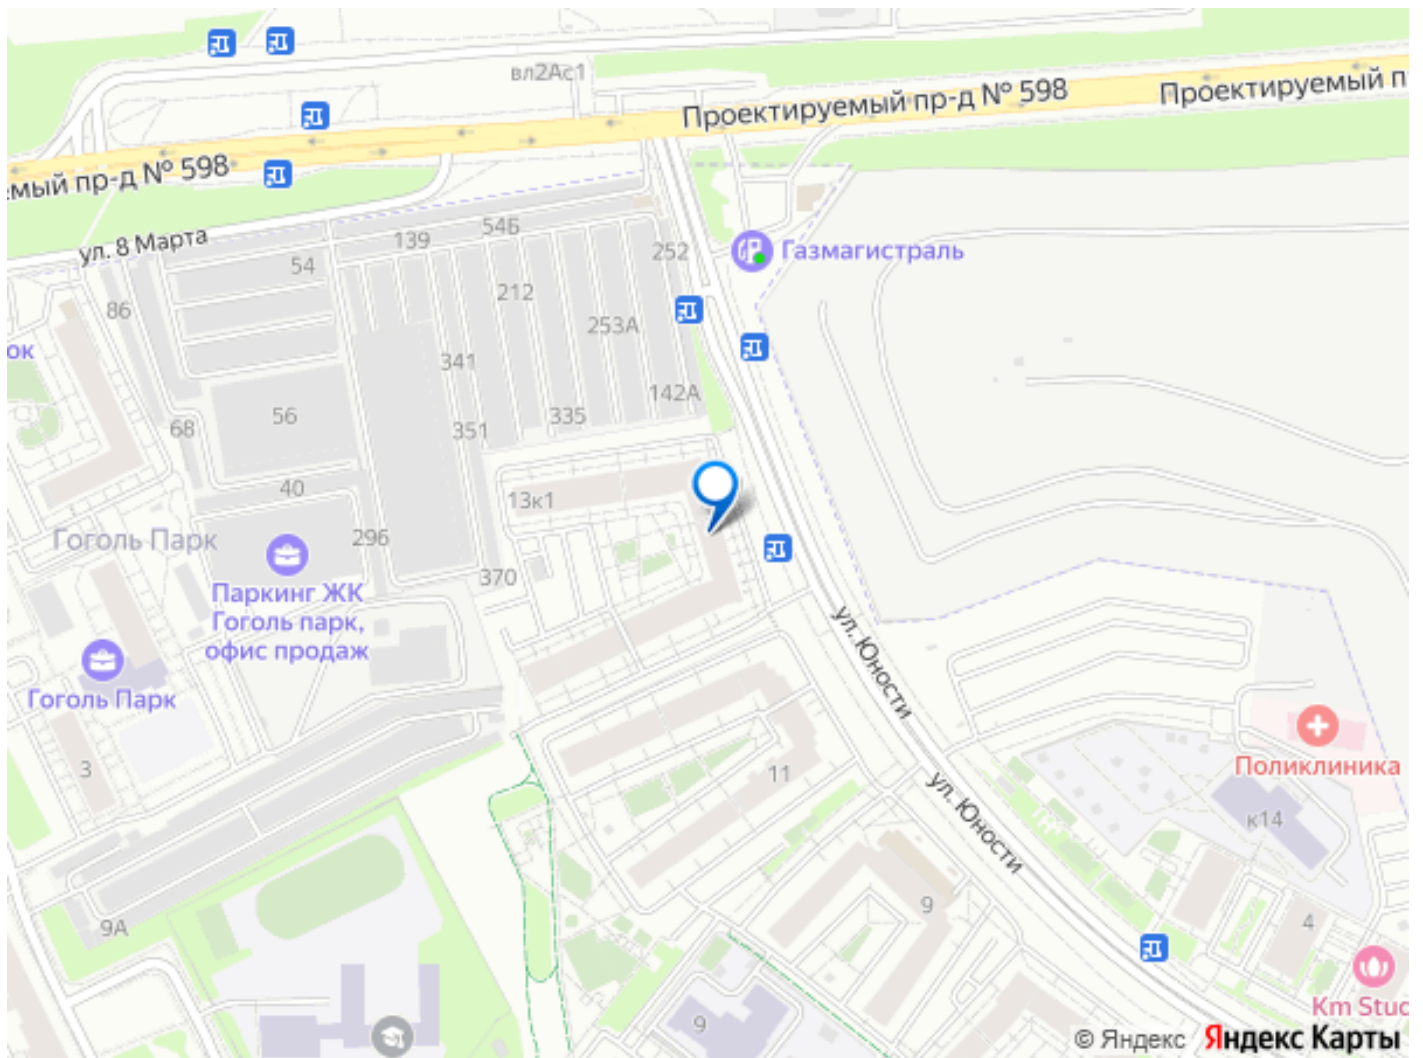 вл2Ас1
Проектируемый пр-д № 598
Проектируемый п
емый пр-д № 598
ул. 8 Марта
139
54Б
252
Газмагистраль
54
86
212
253А
ок
341
142А
56
335
68
351
40
13к1
296
Гоголь Парк
370
Паркинг ЖК
Гоголь парк,
офис продаж
ул. Юности
Гоголь Парк
3
11
Поликлиника
ул. Юности
к14
9
4
9А
Km Stud
9
© Яндекс Яндекс Карты